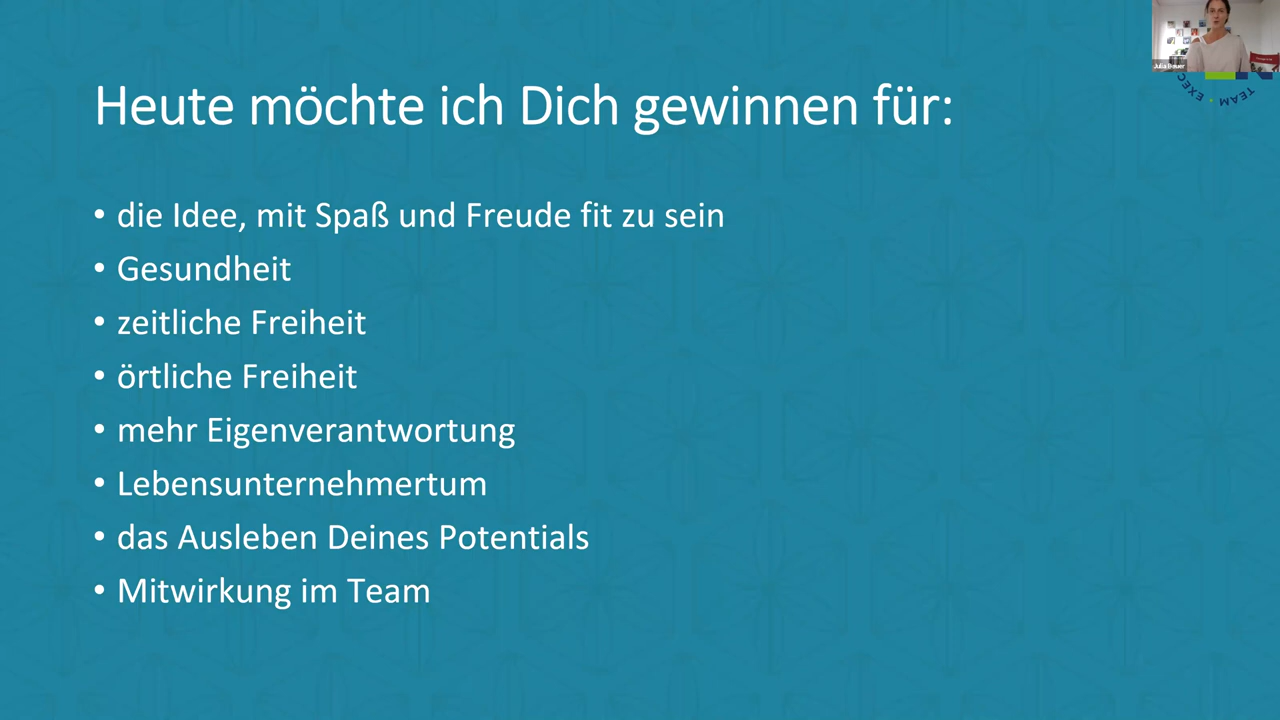 Heute möchte ich Dich gewinnen für:
• die Idee, mit Spaß und Freude fit zu sein
• Gesundheit
• zeitliche Freiheit
• örtliche Freiheit
• mehr Eigenverantwortung
• Lebensunternehmertum
• das Ausleben Deines Potentials
• Mitwirkung im Team
TEAM